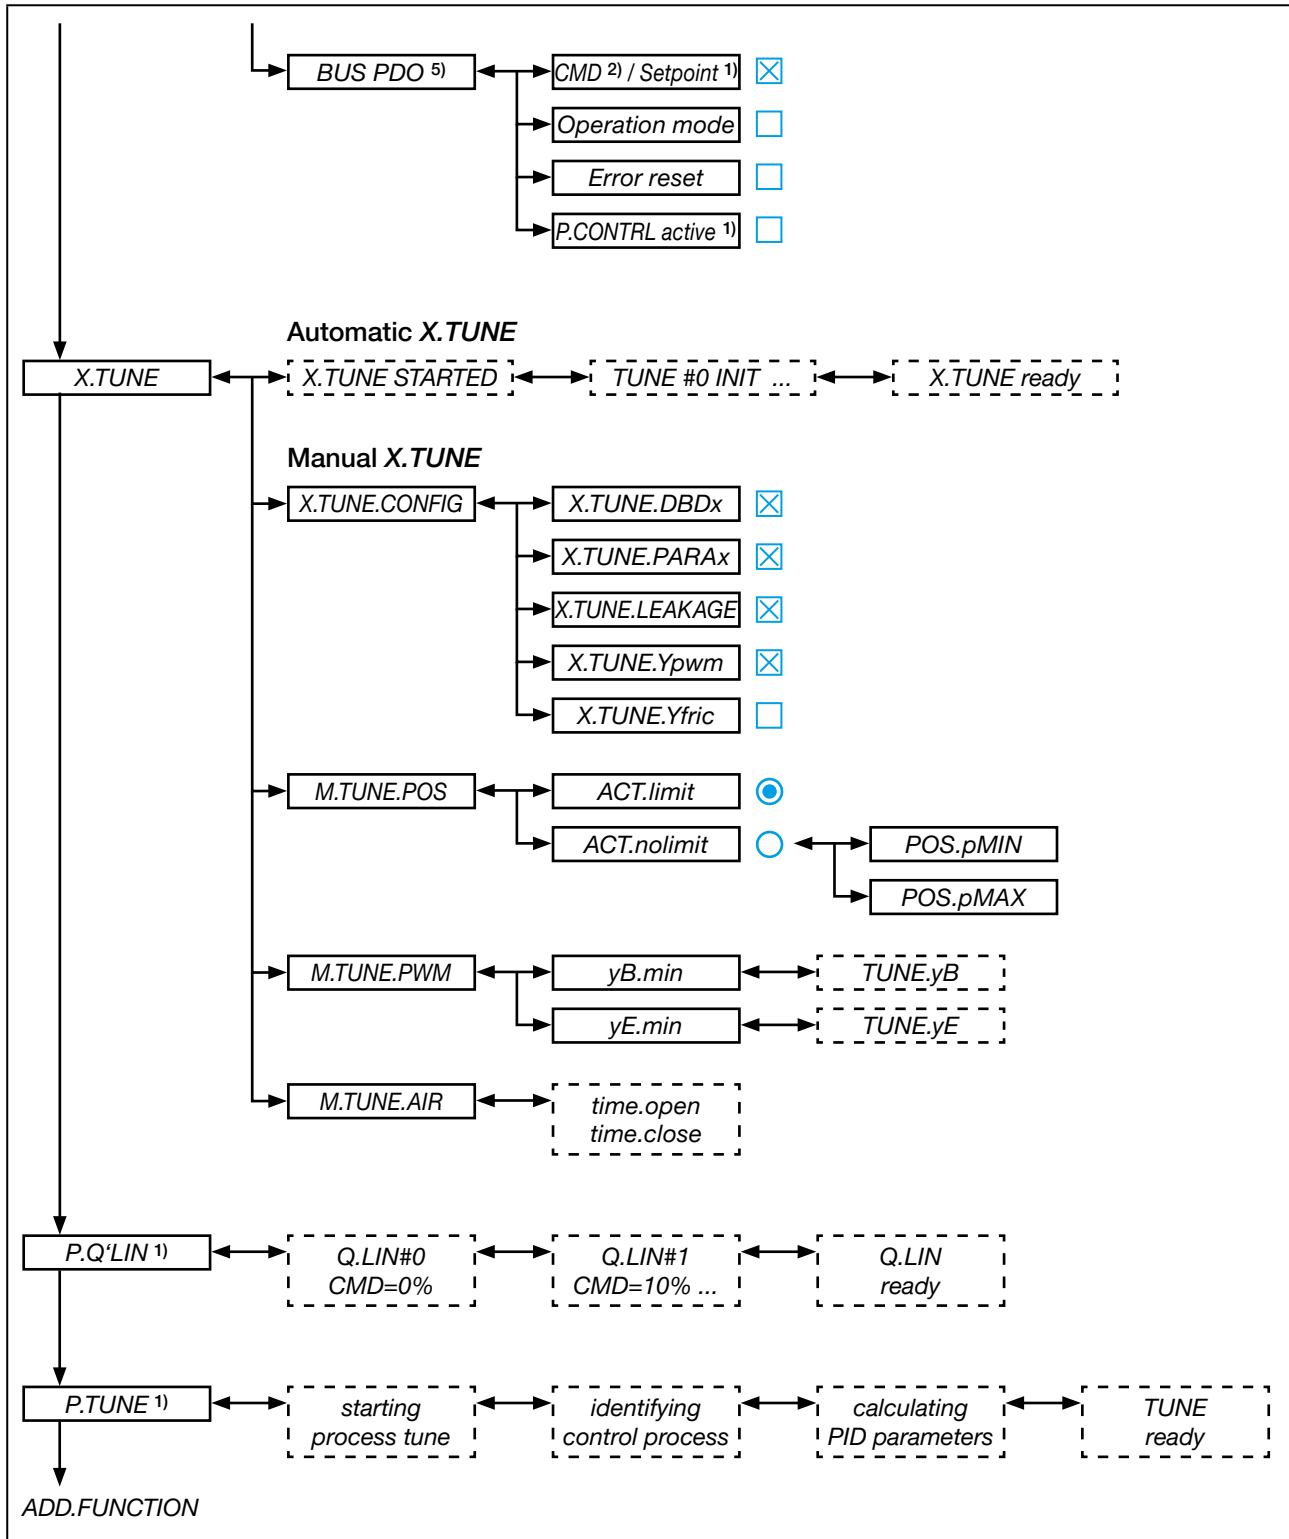 BUS PDO 5)
CMD 2) / Setpoint 1)
Operation mode
Error reset
P.CONTRL active 1)
Automatic X.TUNE
X.TUNE
X.TUNE STARTED
TUNE #0 INIT ...
X.TUNE ready
Manual X.TUNE
X.TUNE.CONFIG
X.TUNE.DBDx
X.TUNE.PARAx
X.TUNE.LEAKAGE
X.TUNE.Ypwm
X.TUNE.Yfric
M.TUNE.POS
ACT.limit
ACT.nolimit
POS.pMIN
POS.pMAX
M.TUNE.PWM
yB.min
TUNE.yB
yE.min
TUNE.yE
M.TUNE.AIR
time.open
time.close
P.Q‘LIN 1)
Q.LIN#0
CMD=0%
Q.LIN#1
CMD=10% ...
Q.LIN
ready
P.TUNE 1)
starting
process tune
identifying
control process
calculating
PID parameters
TUNE
ready
ADD.FUNCTION